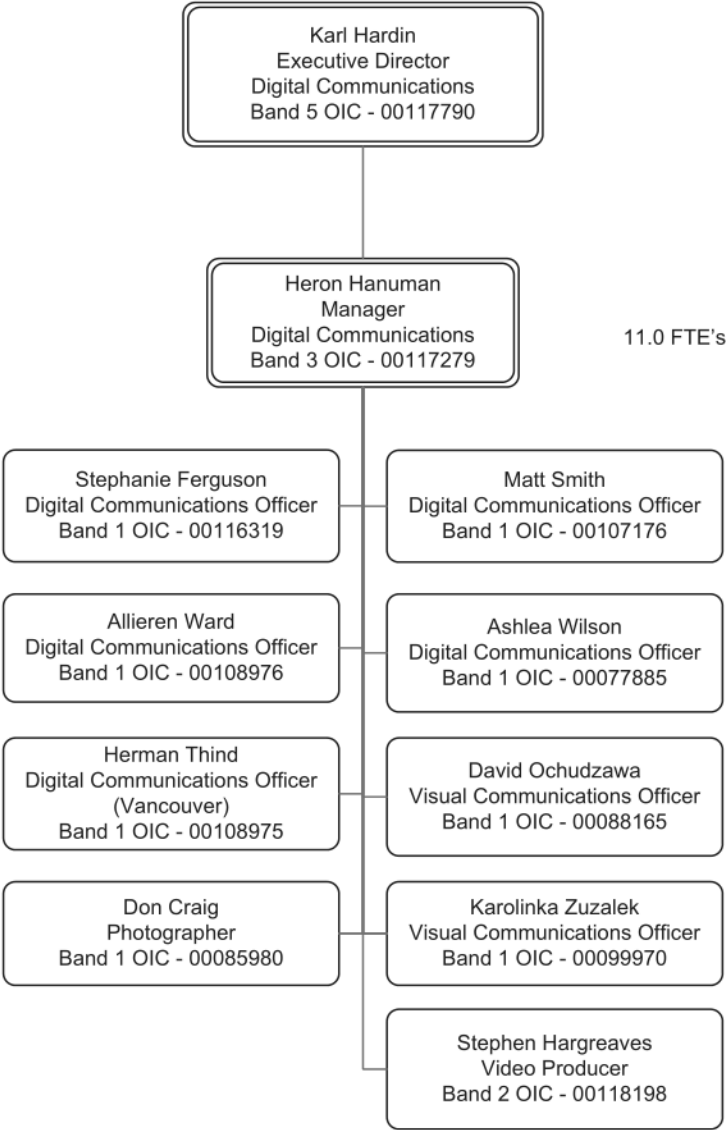 Karl Hardin
Executive Director
Digital Communications
Band 5 OIC - 00117790
Heron Hanuman
Manager
Digital Communications
Band 3 OIC - 00117279
11.0 FTE's
Stephanie Ferguson
Digital Communications Officer
Band 1 OIC - 00116319
Matt Smith
Digital Communications Officer
Band 1 OIC - 00107176
Allieren Ward
Digital Communications Officer
Band 1 OIC - 00108976
Ashlea Wilson
Digital Communications Officer
Band 1 OIC - 00077885
Herman Thind
Digital Communications Officer
(Vancouver)
Band 1 OIC - 00108975
David Ochudzawa
Visual Communications Officer
Band 1 OIC - 00088165
Don Craig
Photographer
Band 1 OIC - 00085980
Karolinka Zuzalek
Visual Communications Officer
Band 1 OIC - 00099970
Stephen Hargreaves
Video Producer
Band 2 OIC - 00118198